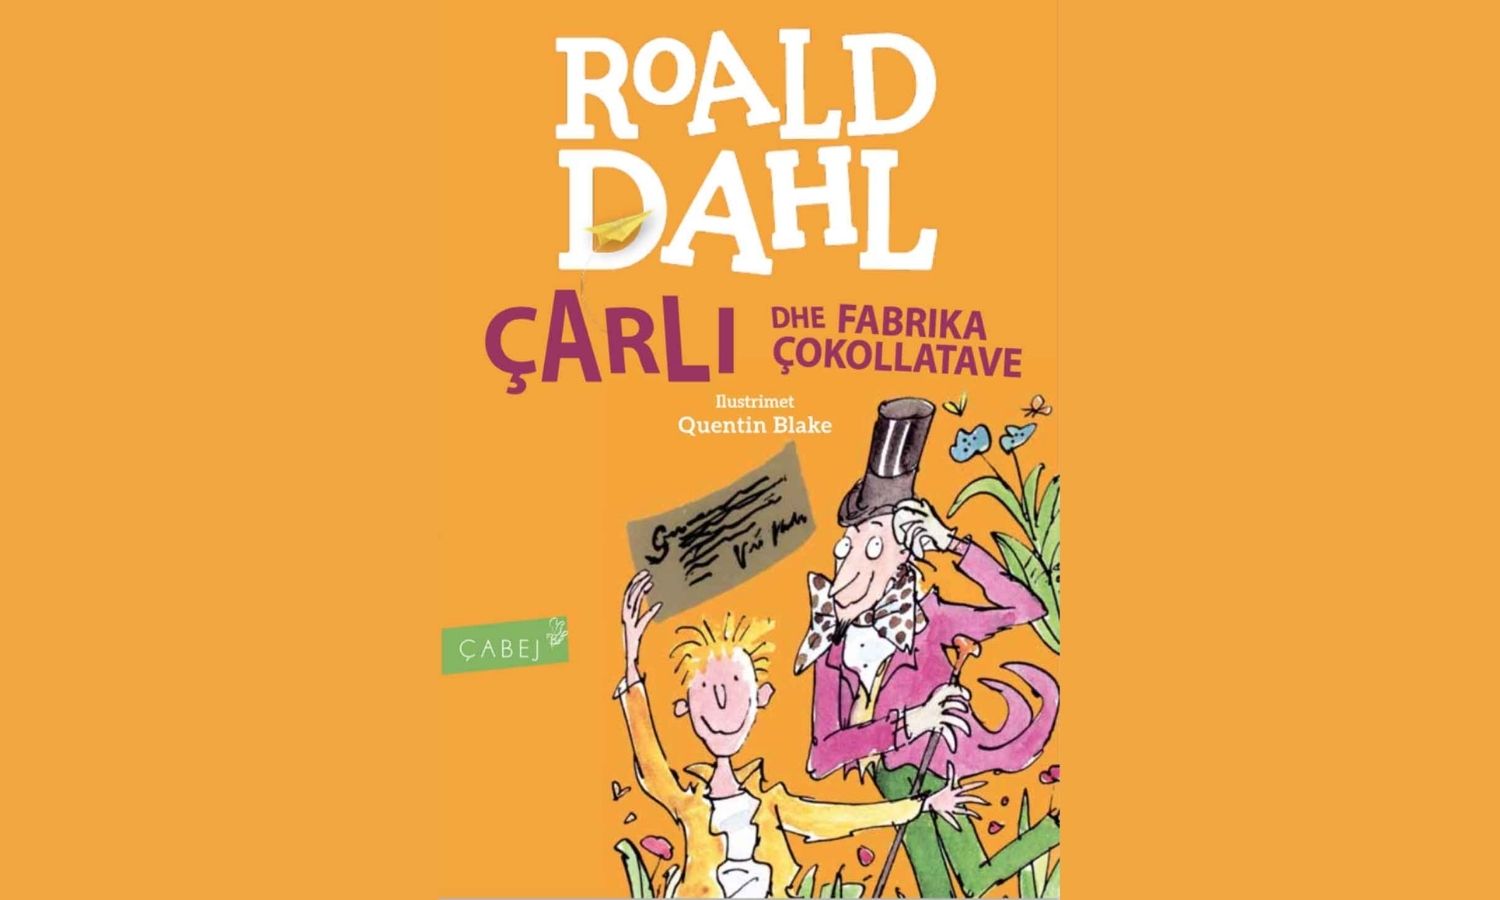 ROALD
DAHL
ÇARLI
DHE FABRIKA
ÇOKOLLATAVE
Ilustrimet
Quentin Blake
ÇABEJ